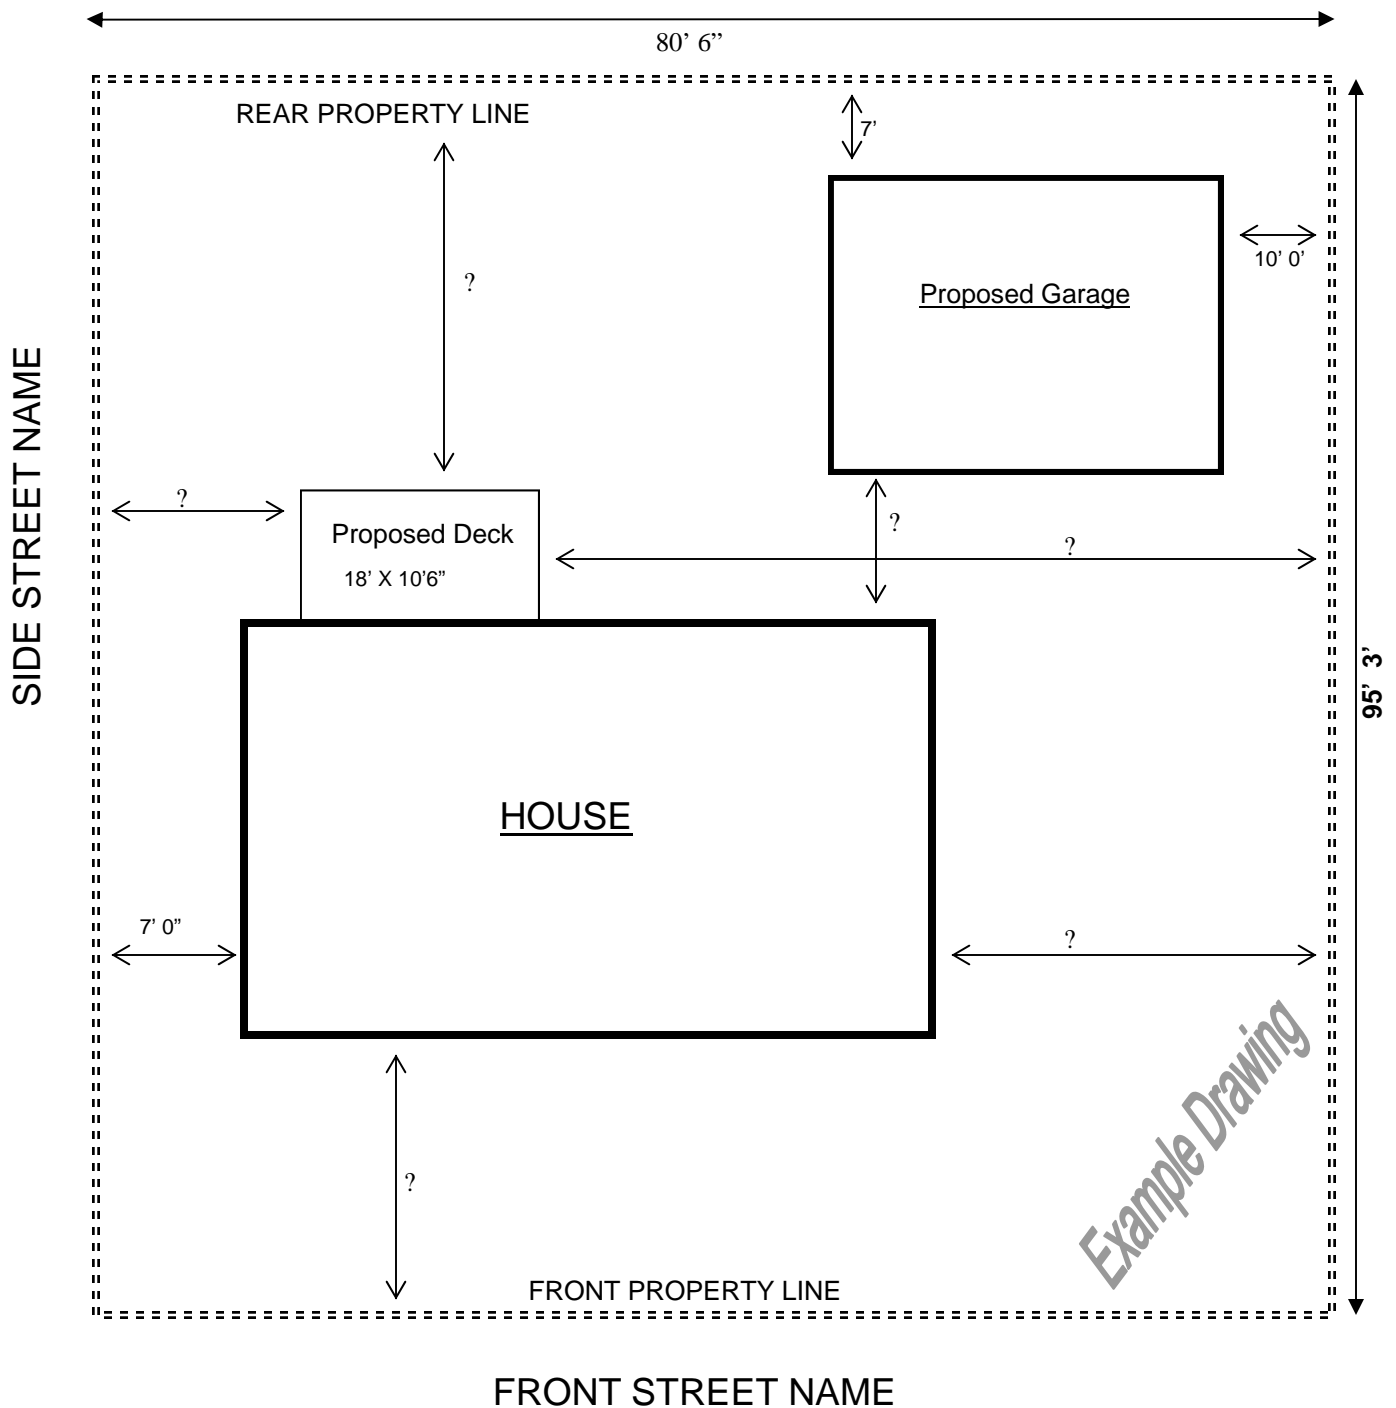 80’ 6”
REAR PROPERTY LINE
7’
10’ 0’
Proposed Garage
?
SIDE STREET NAME
?
Proposed Deck
18’ X 10’6”
?
?
95’ 3’
HOUSE
7’ 0”
?
Example Drawing
?
FRONT PROPERTY LINE
FRONT STREET NAME